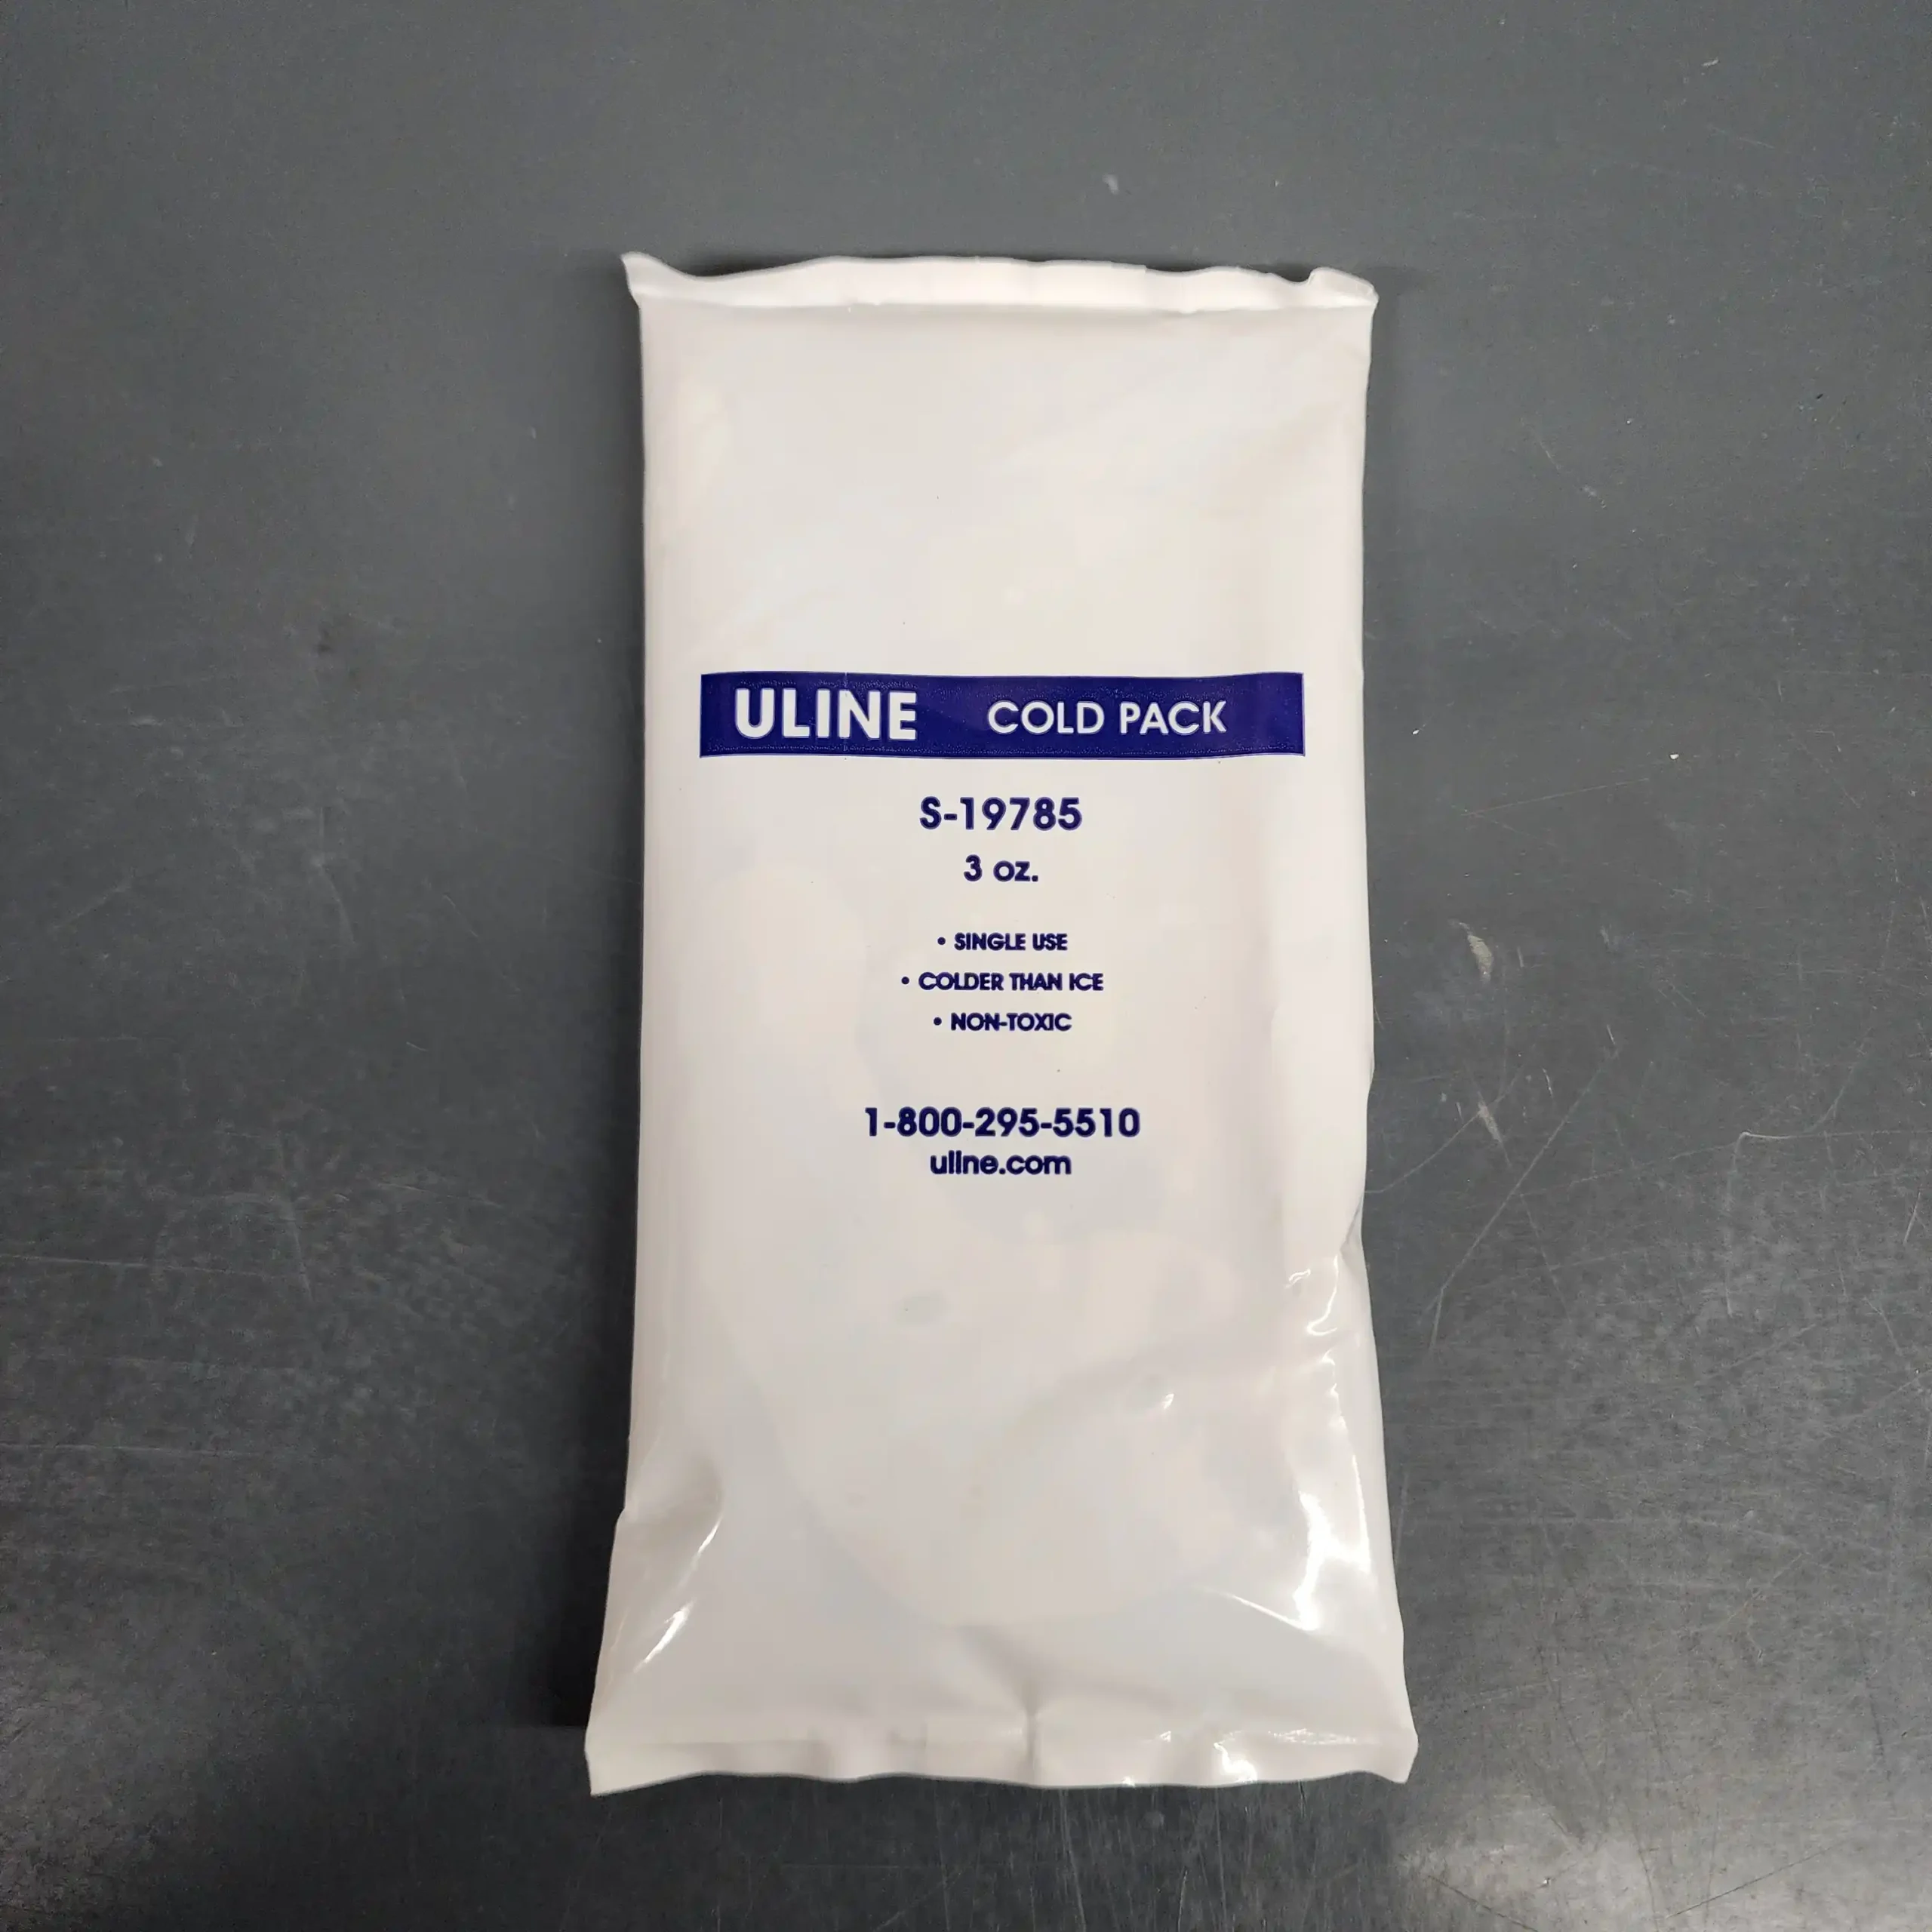 ULINE COLD PACK
S-19785
3 oz.
• SINGLE USE
• COLDER THAN ICE
• NON-TOXIC
1-800-295-5510
uline.com